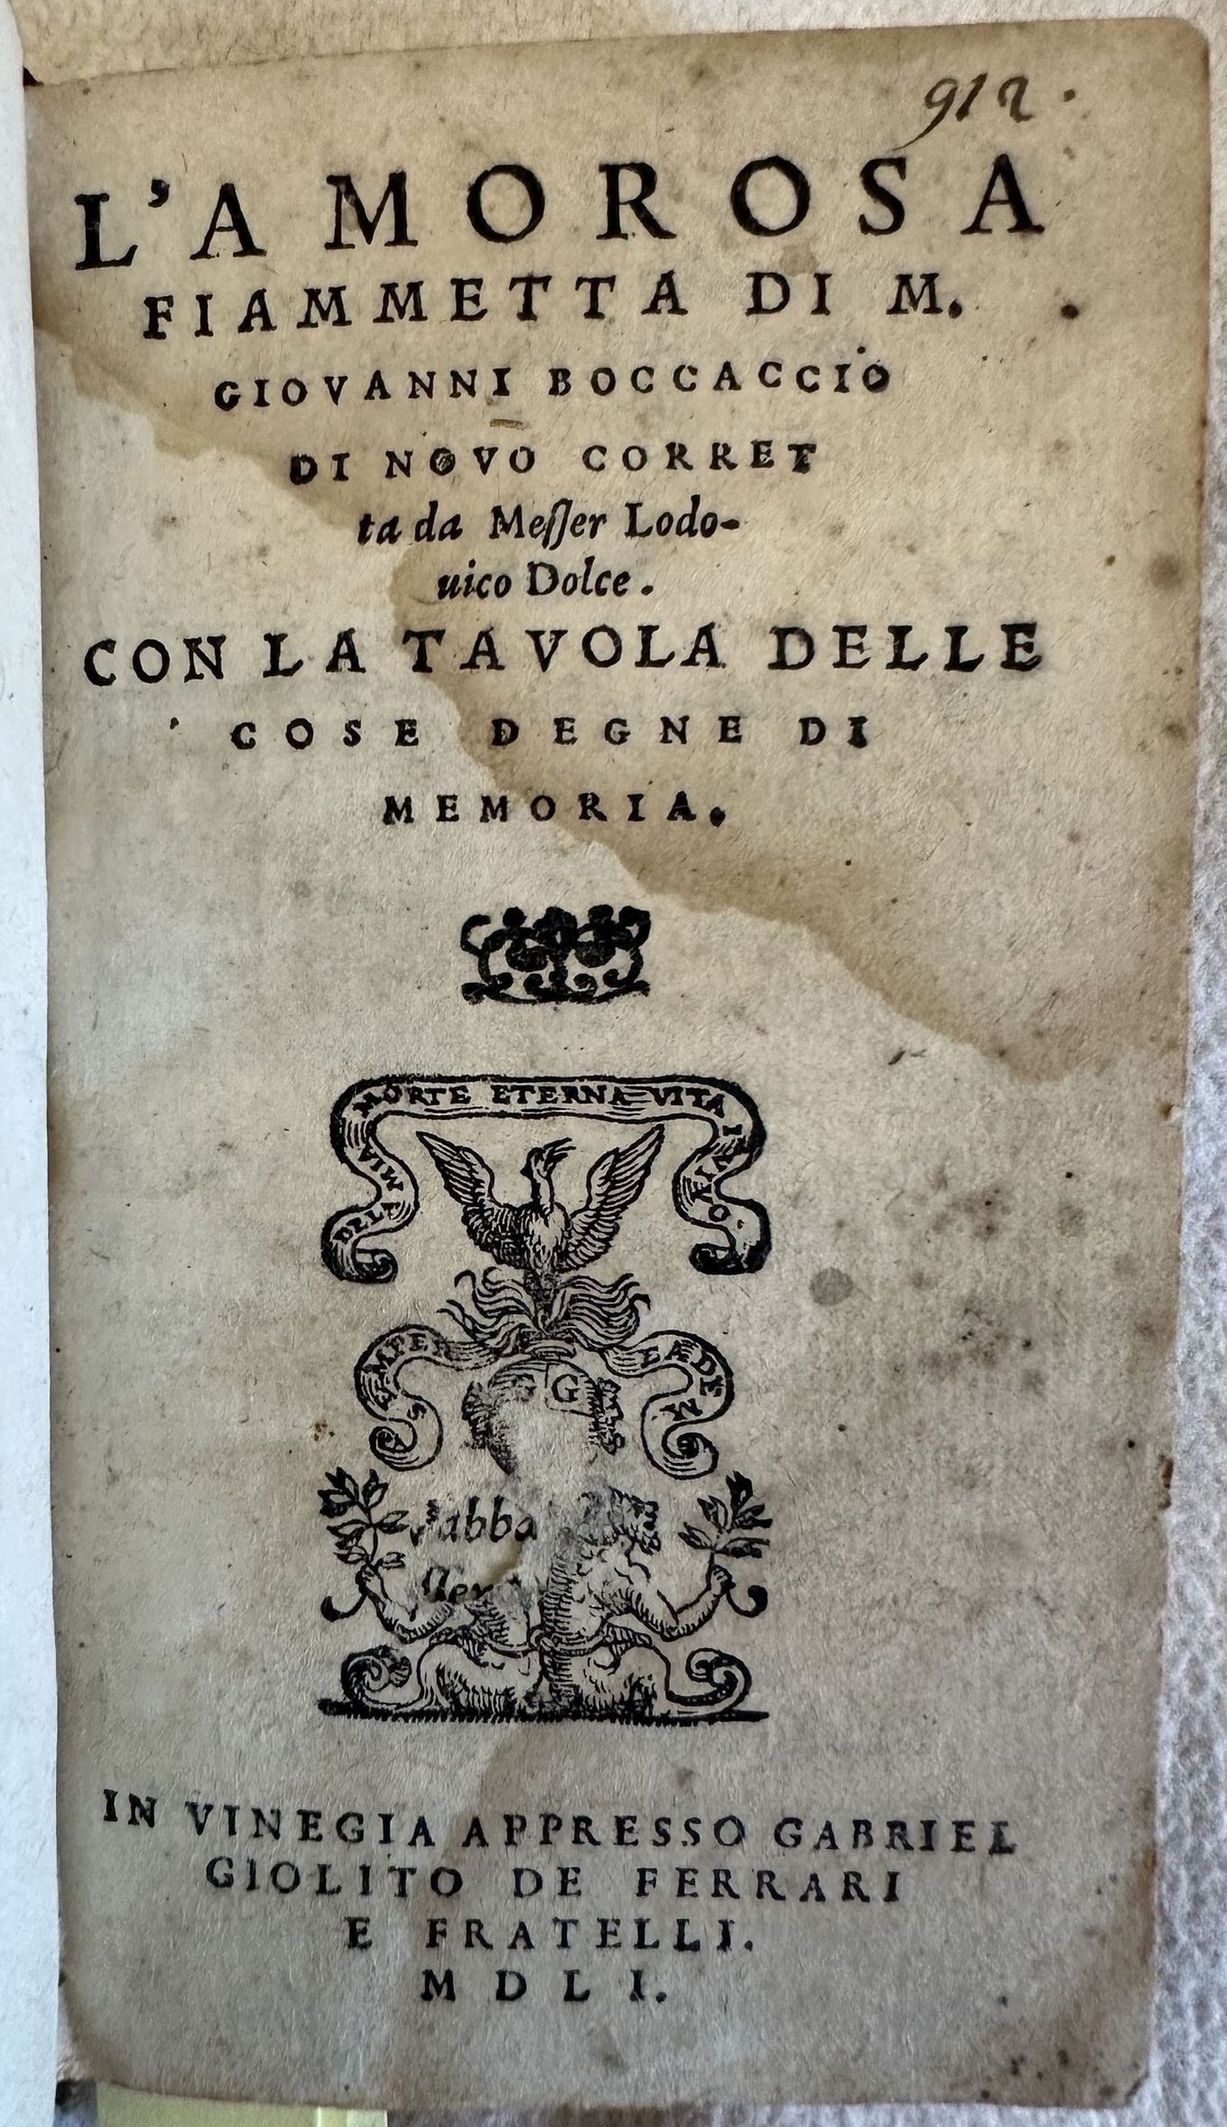 912.
L'AMOROSA
FIAMMETTA DI M.
GIOVANNI BOCCACCIO
DI NOVO CORRET
ta da Meſſer Lodo-
uico Dolce.
CON LA TAVOLA DELLE
COSE DEGNE DI
MEMORIA.
DE LA MIA MORTE ETERNA VITA I VIVO
SEMPER EADEM
G
IN VINEGIA APPRESSO GABRIEL
GIOLITO DE FERRARI
E FRATELLI.
MDLI.